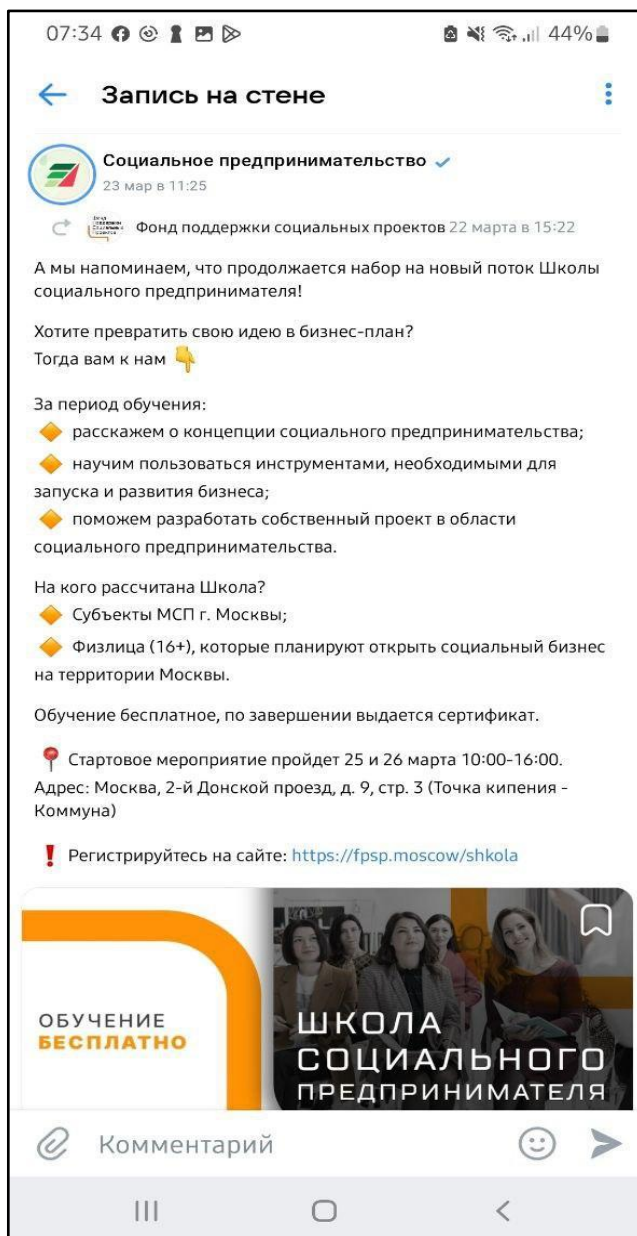 07:34 44%
Запись на стене
Социальное предпринимательство
23 мар в 11:25
Фонд поддержки социальных проектов 22 марта в 15:22
А мы напоминаем, что продолжается набор на новый поток Школы
социального предпринимателя!
Хотите превратить свою идею в бизнес-план?
Тогда вам к нам 👇
За период обучения:
🔶 расскажем о концепции социального предпринимательства;
🔶 научим пользоваться инструментами, необходимыми для
запуска и развития бизнеса;
🔶 поможем разработать собственный проект в области
социального предпринимательства.
На кого рассчитана Школа?
🔶 Субъекты МСП г. Москвы;
🔶 Физлица (16+), которые планируют открыть социальный бизнес
на территории Москвы.
Обучение бесплатное, по завершении выдается сертификат.
📍 Стартовое мероприятие пройдет 25 и 26 марта 10:00-16:00.
Адрес: Москва, 2-й Донской проезд, д. 9, стр. 3 (Точка кипения -
Коммуна)
❗ Регистрируйтесь на сайте: https://fpsp.moscow/shkola
ОБУЧЕНИЕ
БЕСПЛАТНО
ШКОЛА
СОЦИАЛЬНОГО
ПРЕДПРИНИМАТЕЛЯ
Комментарий